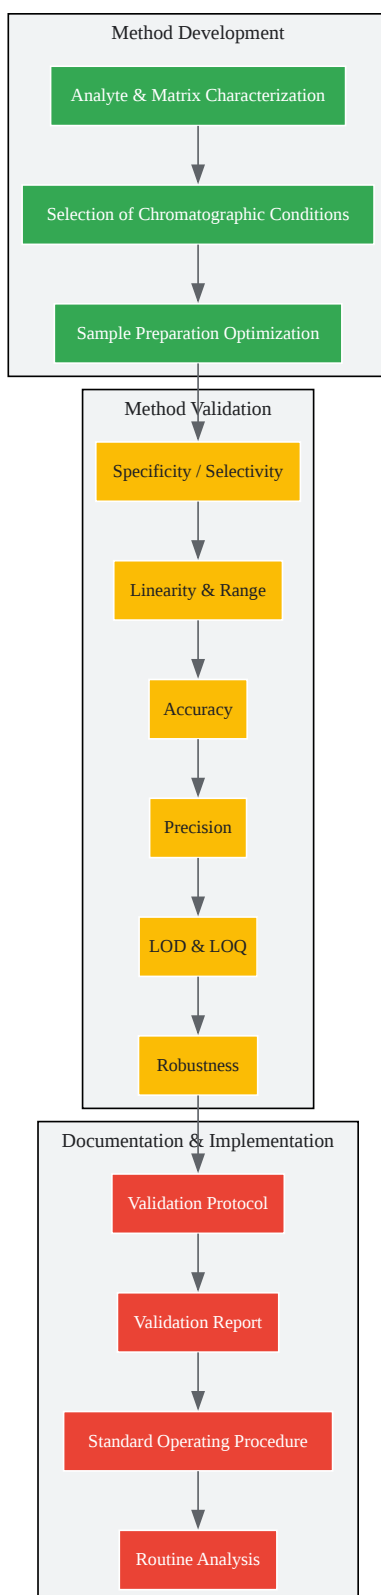 Method Development
Analyte & Matrix Characterization
Selection of Chromatographic Conditions
Sample Preparation Optimization
Method Validation
Specificity / Selectivity
Linearity & Range
Accuracy
Precision
LOD & LOQ
Robustness
Documentation & Implementation
Validation Protocol
Validation Report
Standard Operating Procedure
Routine Analysis